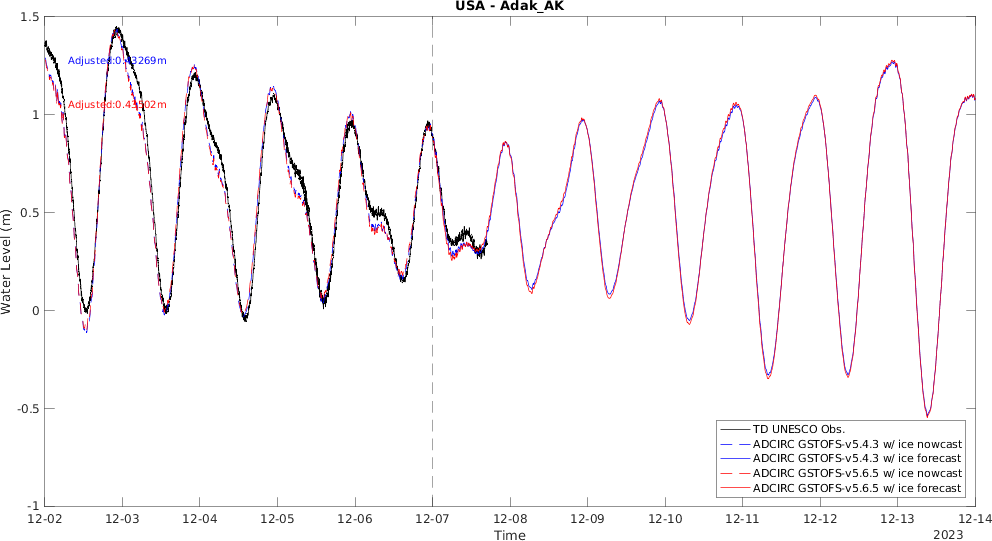 USA - Adak_AK
1.5
1
0.5
0
-0.5
-1
Water Level (m)
Adjusted:0.43269m
Adjusted:0.43502m
TD UNESCO Obs.
ADCIRC GSTOFS-v5.4.3 w/ ice nowcast
ADCIRC GSTOFS-v5.4.3 w/ ice forecast
ADCIRC GSTOFS-v5.6.5 w/ ice nowcast
ADCIRC GSTOFS-v5.6.5 w/ ice forecast
12-02 12-03 12-04 12-05 12-06 12-07 12-08 12-09 12-10 12-11 12-12 12-13 12-14
Time
2023